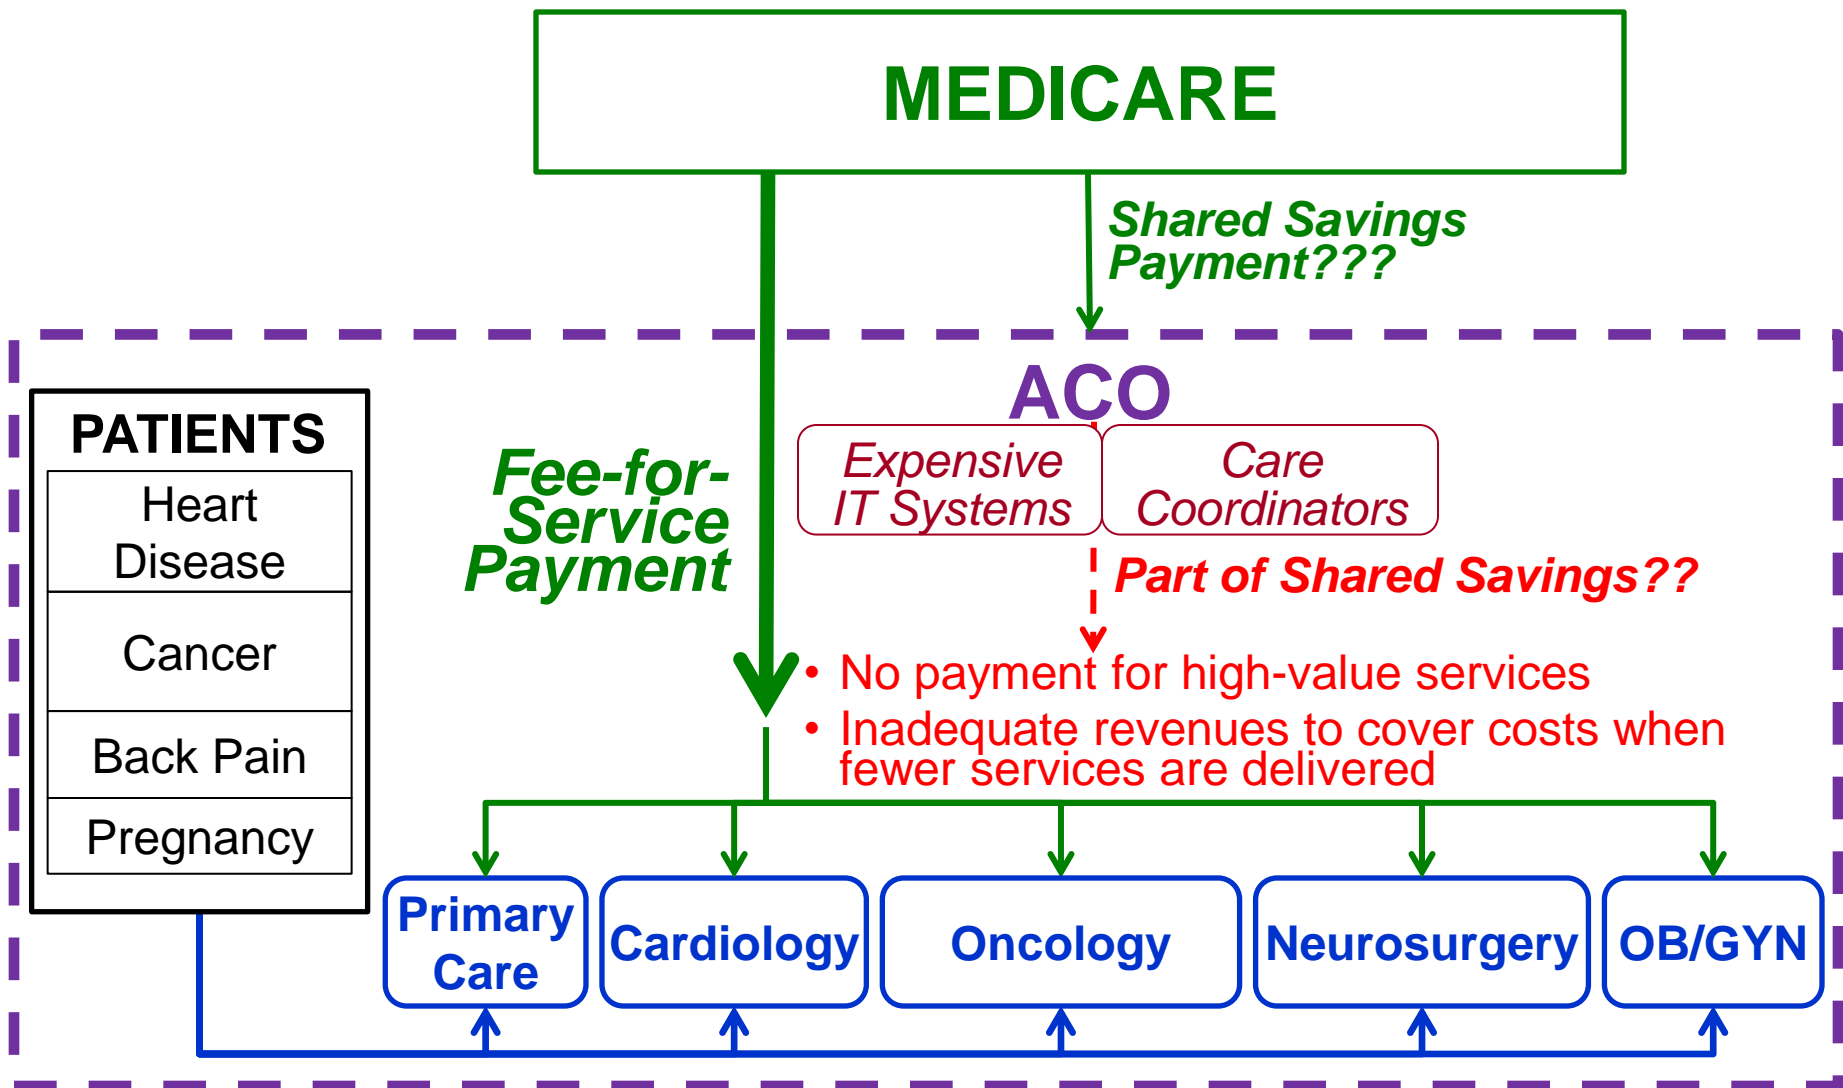 MEDICARE
Shared Savings
Payment???
ACO
PATIENTS
Heart
Disease
Cancer
Back Pain
Pregnancy
Fee-for-
Service
Payment
Expensive
IT Systems
Care
Coordinators
Part of Shared Savings??
• No payment for high-value services
• Inadequate revenues to cover costs when
fewer services are delivered
Primary
Care
Cardiology
Oncology
Neurosurgery
OB/GYN